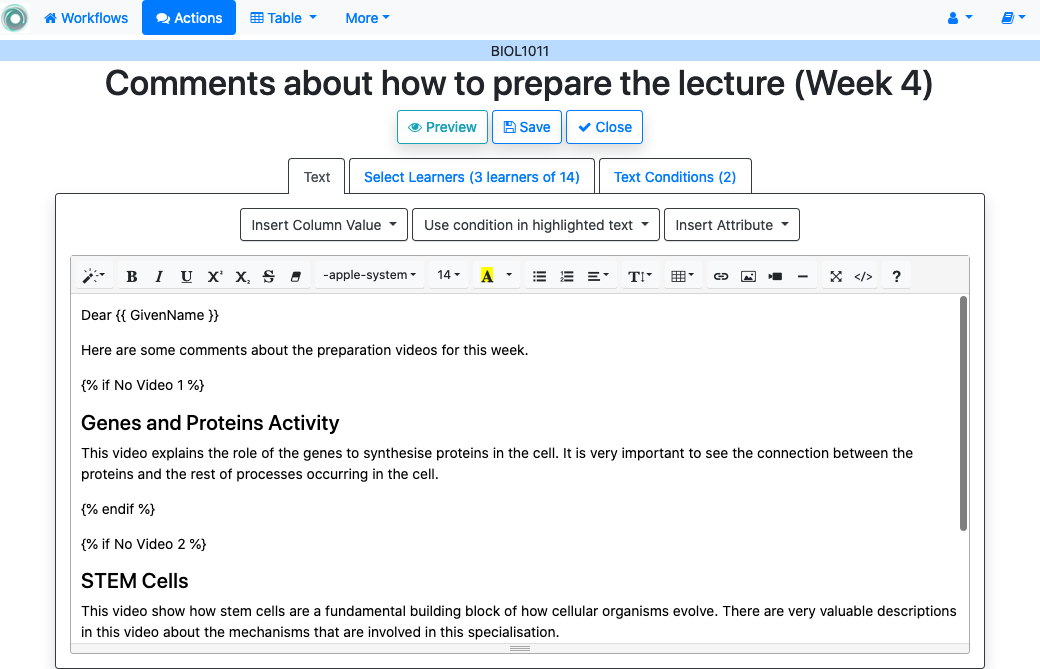 Workflows Actions Table More
BIOL1011
Comments about how to prepare the lecture (Week 4)
Preview Save Close
Text Select Learners (3 learners of 14) Text Conditions (2)
Insert Column Value Use condition in highlighted text Insert Attribute
B I U X² X₂ S -apple-system 14 A T </> ?
Dear {{ GivenName }}
Here are some comments about the preparation videos for this week.
{% if No Video 1 %}
Genes and Proteins Activity
This video explains the role of the genes to synthesise proteins in the cell. It is very important to see the connection between the
proteins and the rest of processes occurring in the cell.
{% endif %}
{% if No Video 2 %}
STEM Cells
This video show how stem cells are a fundamental building block of how cellular organisms evolve. There are very valuable descriptions
in this video about the mechanisms that are involved in this specialisation.